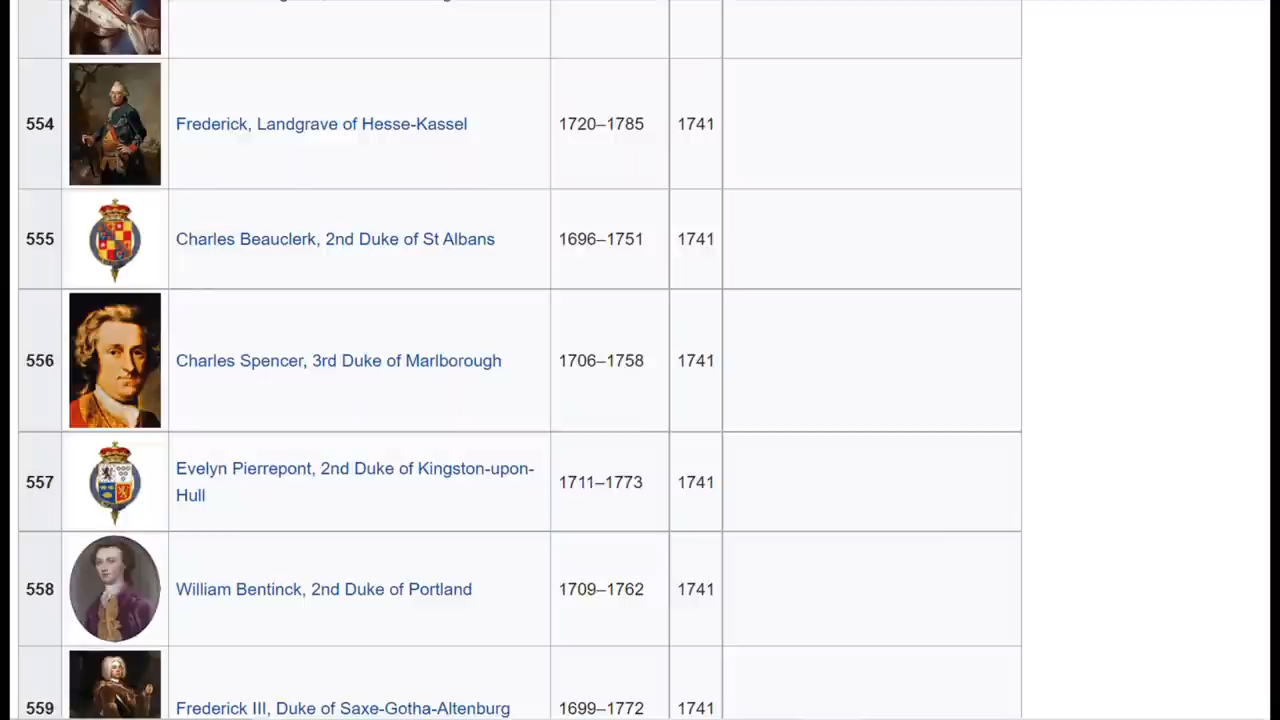 554 Frederick, Landgrave of Hesse-Kassel 1720–1785 1741
555 Charles Beauclerk, 2nd Duke of St Albans 1696–1751 1741
556 Charles Spencer, 3rd Duke of Marlborough 1706–1758 1741
557 Evelyn Pierrepont, 2nd Duke of Kingston-upon-
Hull 1711–1773 1741
558 William Bentinck, 2nd Duke of Portland 1709–1762 1741
559 Frederick III, Duke of Saxe-Gotha-Altenburg 1699–1772 1741